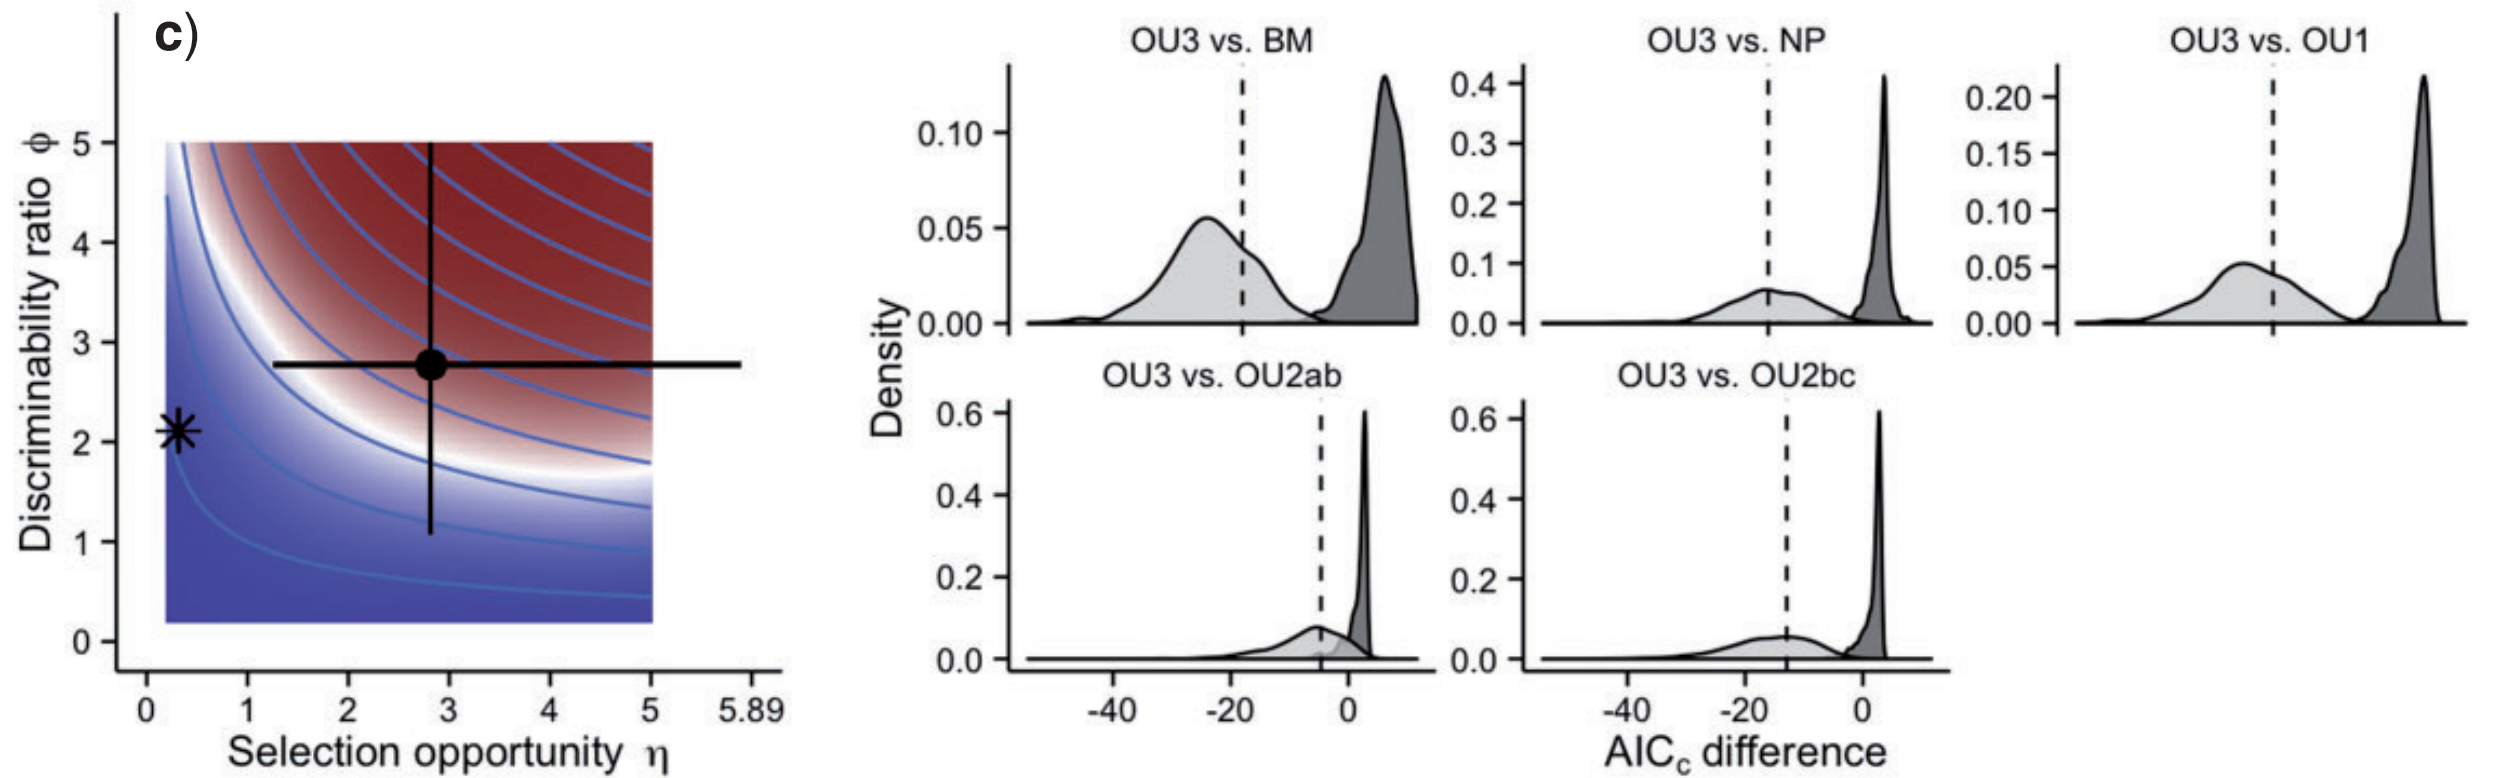 c)
Discriminability ratio ϕ
5
4
3
2
1
0
0 1 2 3 4 5 5.89
Selection opportunity η
Density
OU3 vs. BM
0.10
0.05
0.00
OU3 vs. NP
0.4
0.3
0.2
0.1
0.0
OU3 vs. OU1
0.20
0.15
0.10
0.05
0.00
OU3 vs. OU2ab
0.6
0.4
0.2
0.0
-40 -20 0
OU3 vs. OU2bc
0.6
0.4
0.2
0.0
-40 -20 0
AICc difference